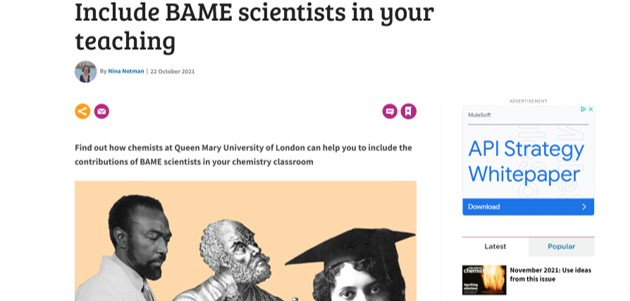 Include BAME scientists in your
teaching
By Nina Notman | 22 October 2021
Find out how chemists at Queen Mary University of London can help you to include the
contributions of BAME scientists in your chemistry classroom
ADVERTISEMENT
MuleSoft
API Strategy
Whitepaper
Download
Latest
Popular
November 2021: Use ideas
from this issue